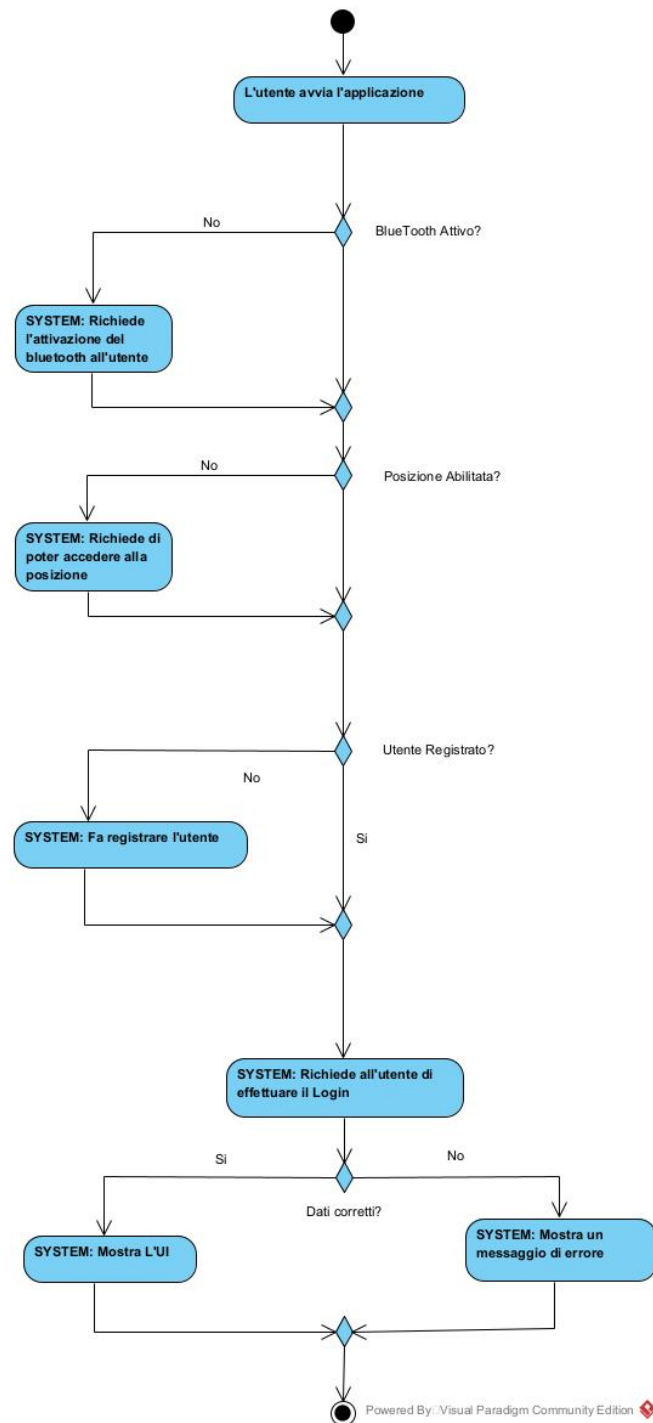 L'utente avvia l'applicazione
No
BlueTooth Attivo?
SYSTEM: Richiede
l'attivazione del
bluetooth all'utente
No
Posizione Abilitata?
SYSTEM: Richiede di
poter accedere alla
posizione
Utente Registrato?
No
SYSTEM: Fa registrare l'utente
Si
SYSTEM: Richiede all'utente di
effettuare il Login
Si
No
Dati corretti?
SYSTEM: Mostra L'UI
SYSTEM: Mostra un
messaggio di errore
Powered By Visual Paradigm Community Edition